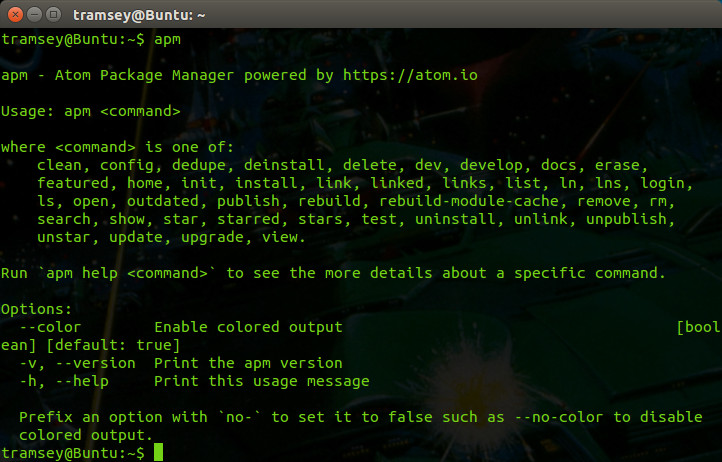 tramsey@Buntu: ~
tramsey@Buntu:~$ apm
apm - Atom Package Manager powered by https://atom.io
Usage: apm <command>
where <command> is one of:
    clean, config, dedupe, deinstall, delete, dev, develop, docs, erase,
    featured, home, init, install, link, linked, links, list, ln, lns, login,
    ls, open, outdated, publish, rebuild, rebuild-module-cache, remove, rm,
    search, show, star, starred, stars, test, uninstall, unlink, unpublish,
    unstar, update, upgrade, view.
Run `apm help <command>` to see the more details about a specific command.
Options:
  --color        Enable colored output                                     [bool
ean] [default: true]
  -v, --version  Print the apm version
  -h, --help     Print this usage message
  Prefix an option with `no-` to set it to false such as --no-color to disable
  colored output.
tramsey@Buntu:~$